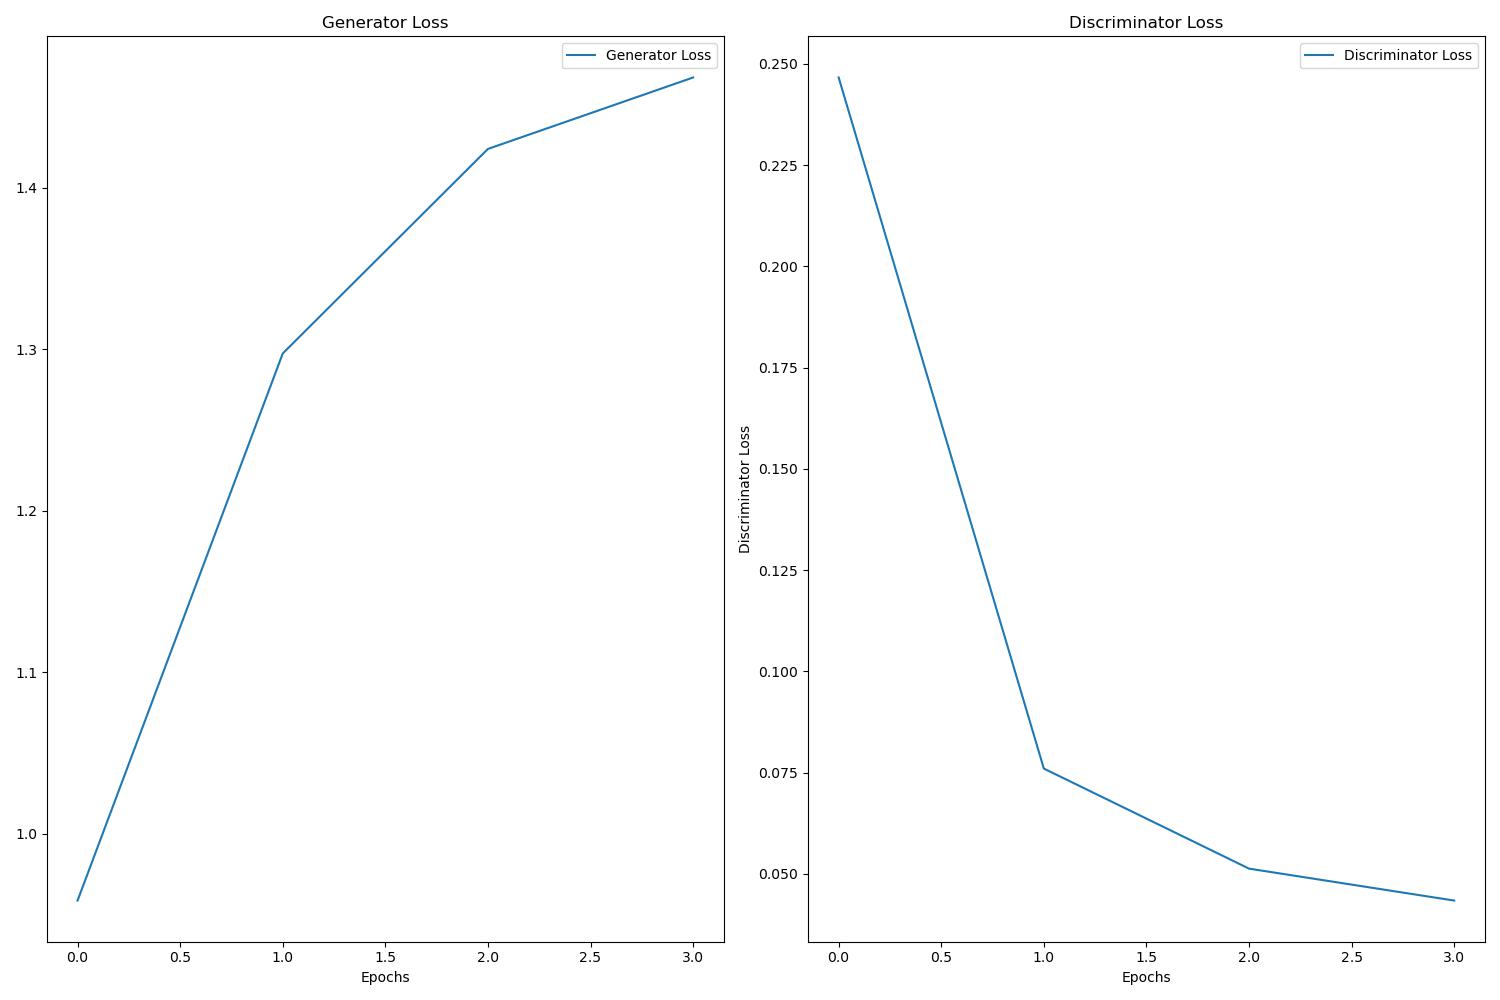 Generator Loss
Generator Loss
1.4
1.3
1.2
1.1
1.0
0.0 0.5 1.0 1.5 2.0 2.5 3.0
Epochs
Discriminator Loss
Discriminator Loss
Discriminator Loss
0.250
0.225
0.200
0.175
0.150
0.125
0.100
0.075
0.050
0.0 0.5 1.0 1.5 2.0 2.5 3.0
Epochs